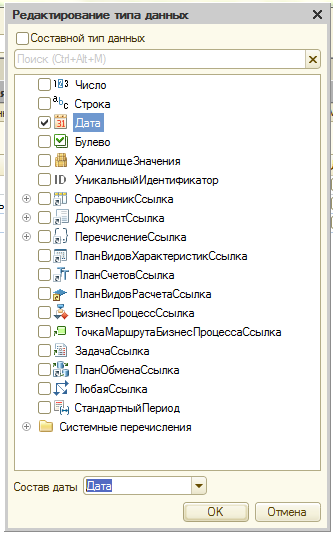 Редактирование типа данных
Составной тип данных
Поиск (Ctrl+Alt+M)
Число
Строка
Дата
Булево
ХранилищеЗначения
УникальныйИдентификатор
СправочникСсылка
ДокументСсылка
ПеречислениеСсылка
ПланВидовХарактеристикСсылка
ПланСчетовСсылка
ПланВидовРасчетаСсылка
БизнесПроцессСсылка
ТочкаМаршрутаБизнесПроцессаСсылка
ЗадачаСсылка
ПланОбменаСсылка
ЛюбаяСсылка
СтандартныйПериод
Системные перечисления
Состав даты Дата
OK Отмена